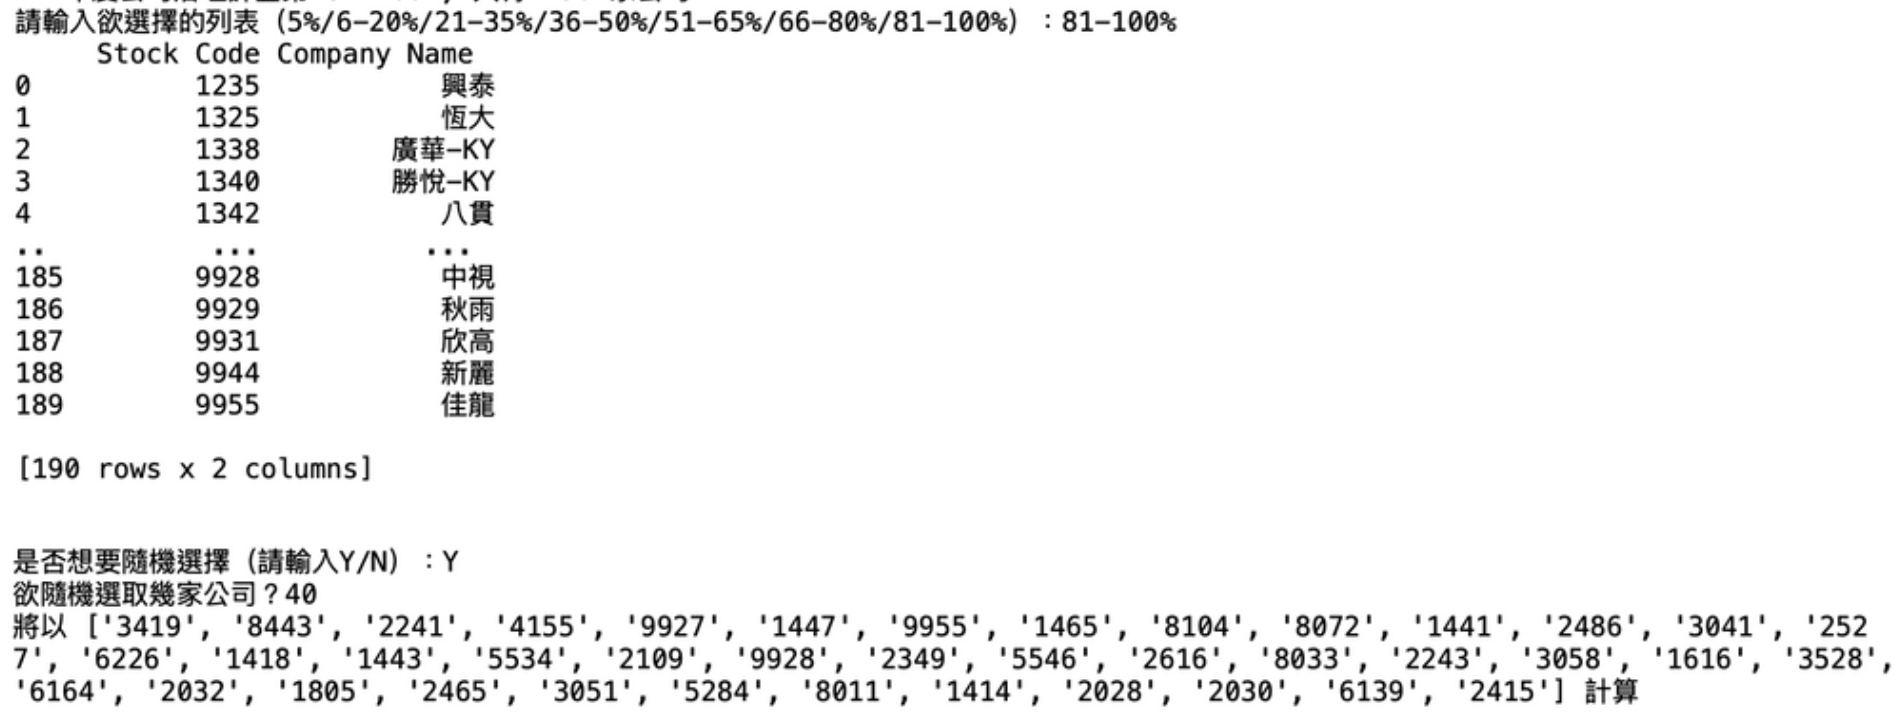 請輸入欲選擇的列表（5%/6-20%/21-35%/36-50%/51-65%/66-80%/81-100%）：81-100%
Stock Code Company Name
0 1235 興泰
1 1325 恆大
2 1338 廣華-KY
3 1340 勝悅-KY
4 1342 八貫
.. ... ...
185 9928 中視
186 9929 秋雨
187 9931 欣高
188 9944 新麗
189 9955 佳龍
[190 rows x 2 columns]
是否想要隨機選擇（請輸入Y/N）：Y
欲隨機選取幾家公司？40
將以 ['3419', '8443', '2241', '4155', '9927', '1447', '9955', '1465', '8104', '8072', '1441', '2486', '3041', '252
7', '6226', '1418', '1443', '5534', '2109', '9928', '2349', '5546', '2616', '8033', '2243', '3058', '1616', '3528',
'6164', '2032', '1805', '2465', '3051', '5284', '8011', '1414', '2028', '2030', '6139', '2415'] 計算